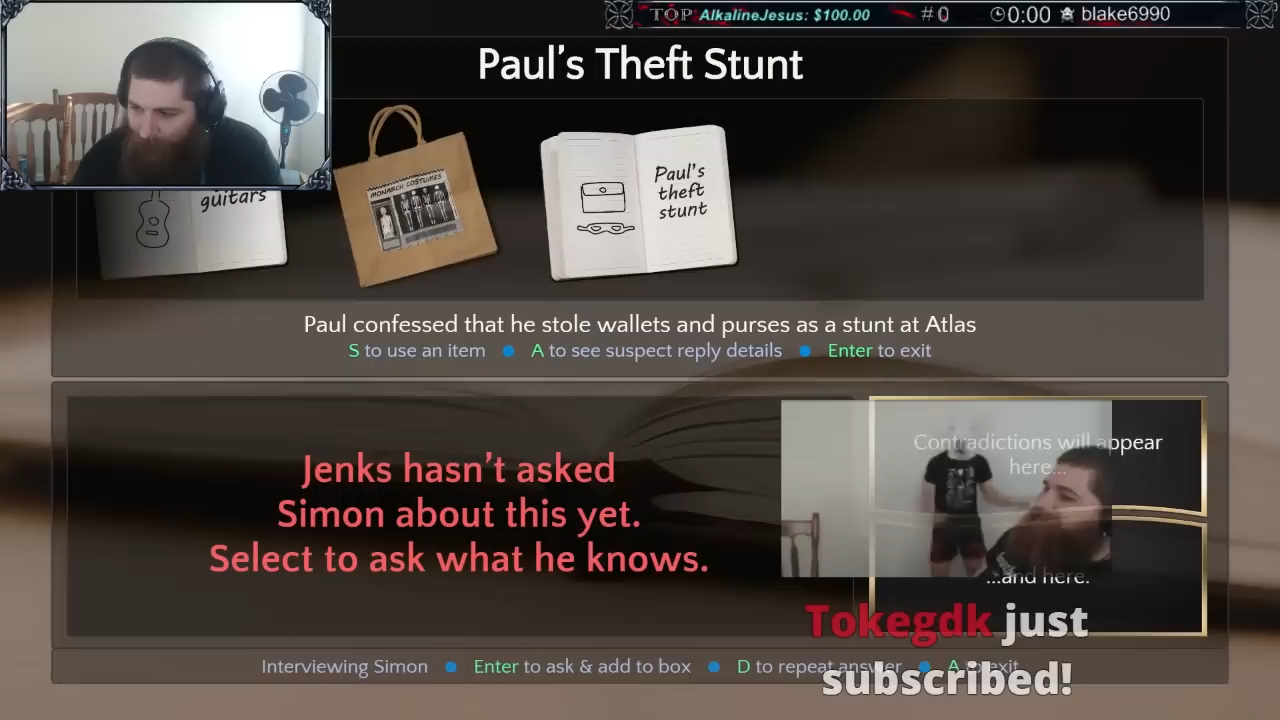 TOP AlkalineJesus: $100.00 #0 0:00 blake6990
Paul's Theft Stunt
guitars
MONARCH COSTUMES
Paul's
theft
stunt
Paul confessed that he stole wallets and purses as a stunt at Atlas
S to use an item A to see suspect reply details Enter to exit
Jenks hasn't asked
Simon about this yet.
Select to ask what he knows.
Contradictions will appear
here...
...and here.
Tokegdk just
subscribed!
Interviewing Simon Enter to ask & add to box D to repeat answer A to exit